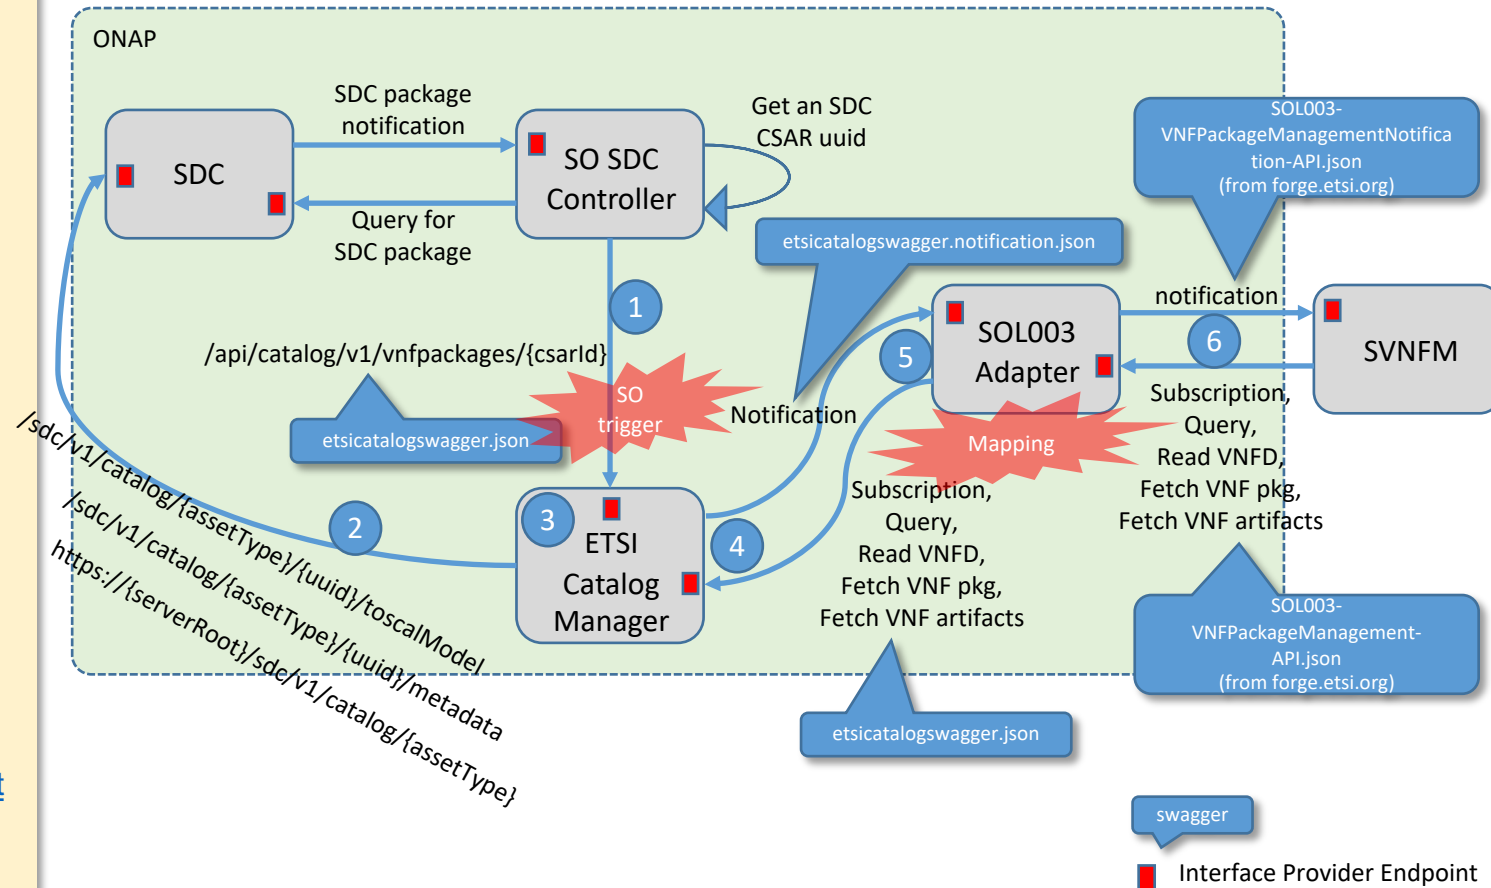 ONAP
SDC package
notification
Get an SDC
CSAR uuid
SOL003-
VNFPackageManagementNotifica
tion-API.json
(from forge.etsi.org)
SDC
SO SDC
Controller
Query for
SDC package
etsicatalogswagger.notification.json
1
notification
SOL003
Adapter
5
6
SVNFM
/api/catalog/v1/vnfpackages/{csarId}
SO
trigger
Notification
etsicatalogswagger.json
Mapping
Subscription,
Query,
Read VNFD,
Fetch VNF pkg,
Fetch VNF artifacts
/sdc/v1/catalog/{assetType}/{uuid}/toscalModel
/sdc/v1/catalog/{assetType}/{uuid}/metadata
https://{serverRoot}/sdc/v1/catalog/{assetType}
2
3
ETSI
Catalog
Manager
4
Subscription,
Query,
Read VNFD,
Fetch VNF pkg,
Fetch VNF artifacts
SOL003-
VNFPackageManagement-
API.json
(from forge.etsi.org)
etsicatalogswagger.json
t
swagger
Interface Provider Endpoint